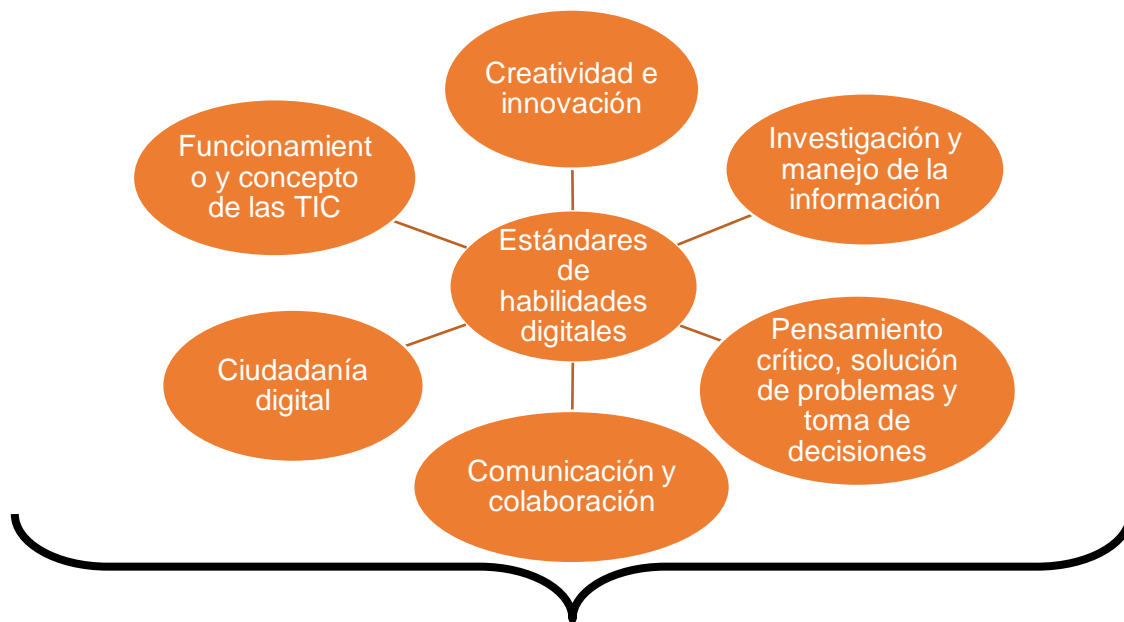 Creatividad e
innovación
Investigación y
manejo de la
información
Pensamiento
crítico, solución
de problemas y
toma de
decisiones
Comunicación y
colaboración
Ciudadanía
digital
Funcionamient
o y concepto
de las TIC
Estándares
de
habilidades
digitales